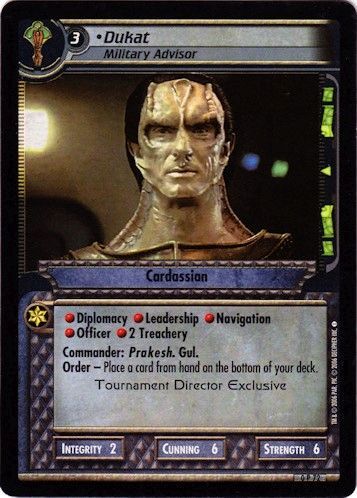 3
•Dukat
Military Advisor
Cardassian
Diplomacy Leadership Navigation
Officer 2 Treachery
Commander: Prakesh. Gul.
Order – Place a card from hand on the bottom of your deck.
Tournament Director Exclusive
INTEGRITY 2 CUNNING 6 STRENGTH 6